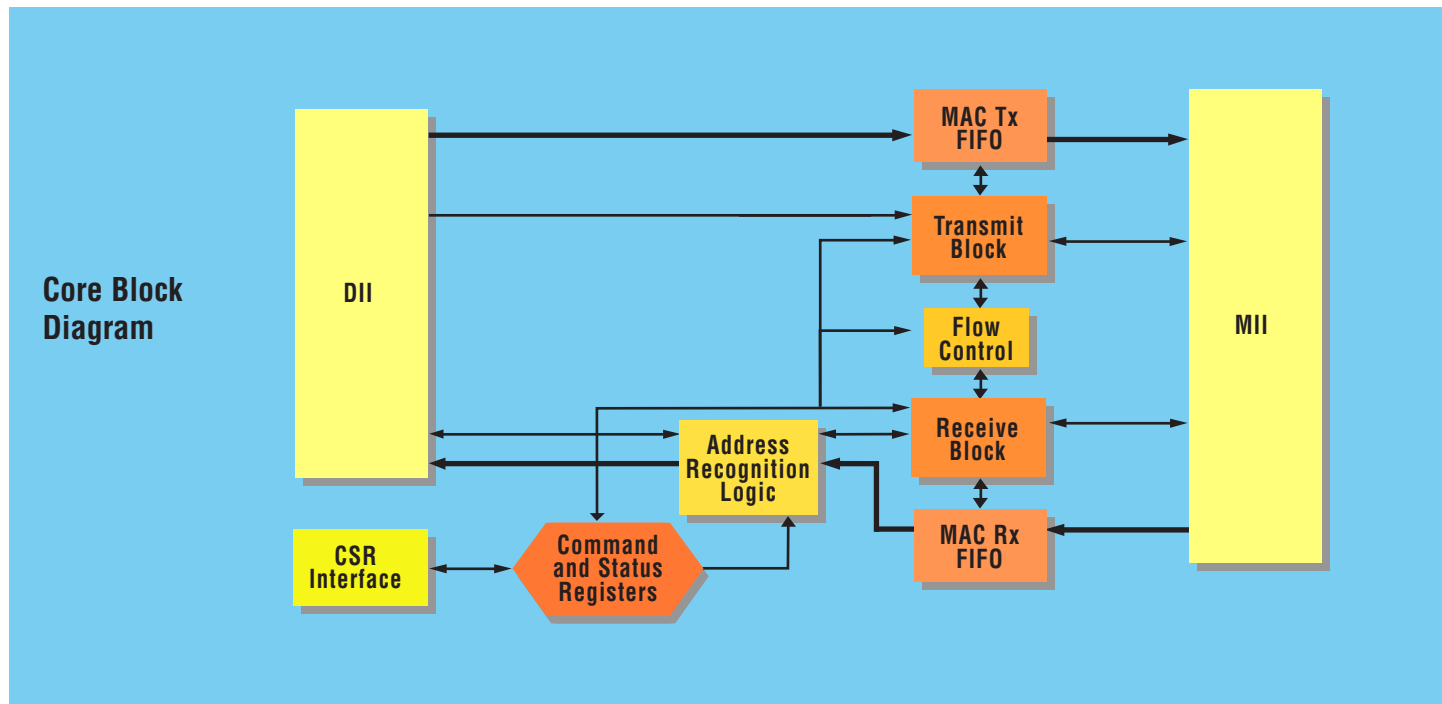 Core Block
Diagram
DII
MAC Tx
FIFO
Transmit
Block
Flow
Control
Receive
Block
MAC Rx
FIFO
Address
Recognition
Logic
CSR
Interface
Command
and Status
Registers
MII